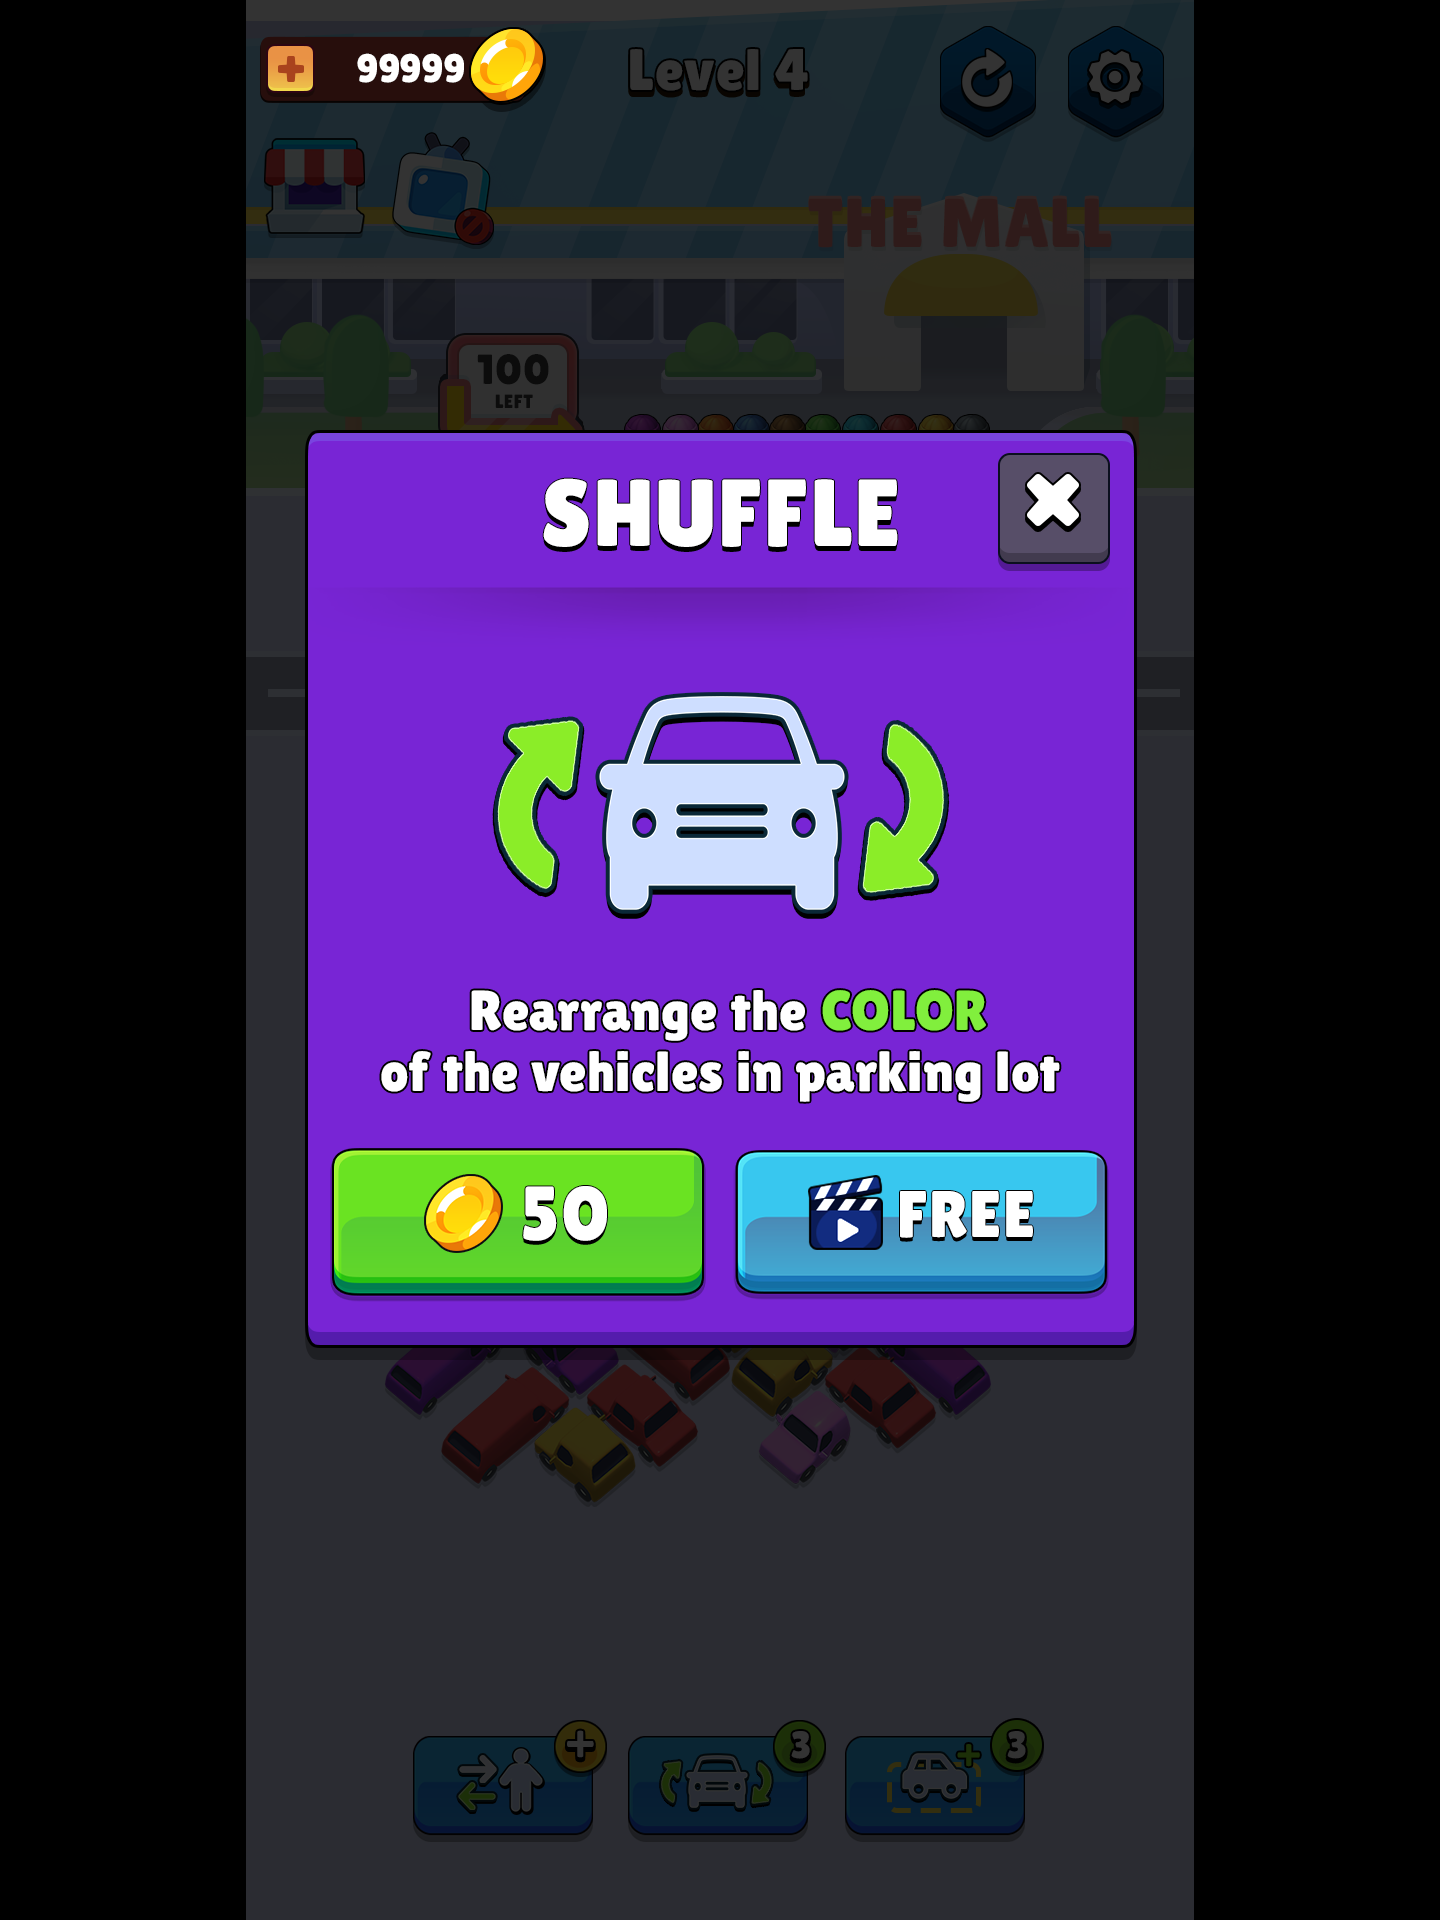 99999
Level 4
THE MALL
100
LEFT
SHUFFLE
Rearrange the COLOR
of the vehicles in parking lot
50
FREE
3
3